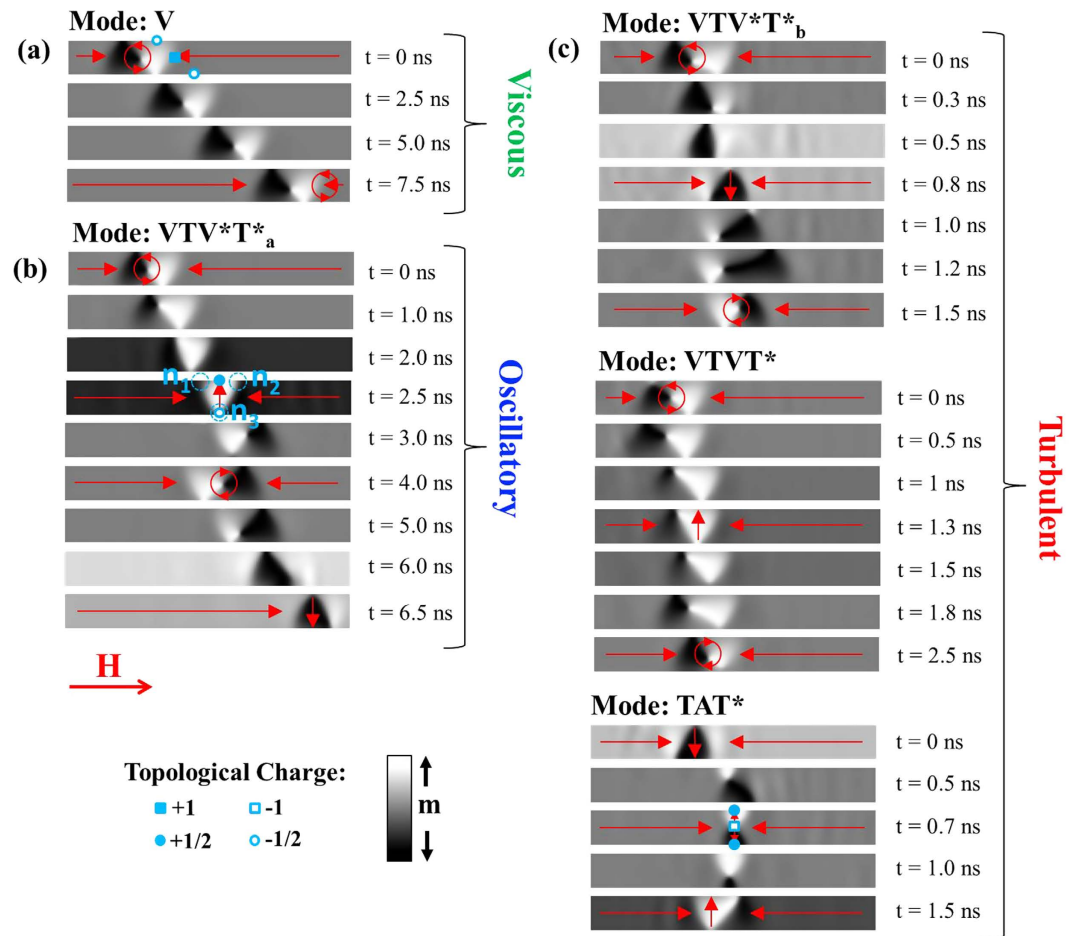 Mode: V
(a)
t = 0 ns
t = 2.5 ns
t = 5.0 ns
t = 7.5 ns
Viscous
Mode: VTV*T*a
(b)
t = 0 ns
t = 1.0 ns
t = 2.0 ns
n1 n2
t = 2.5 ns
n3
t = 3.0 ns
t = 4.0 ns
t = 5.0 ns
t = 6.0 ns
t = 6.5 ns
Oscillatory
H
Topological Charge:
+1 -1
+1/2 -1/2
m
(c)
Mode: VTV*T*b
t = 0 ns
t = 0.3 ns
t = 0.5 ns
t = 0.8 ns
t = 1.0 ns
t = 1.2 ns
t = 1.5 ns
Mode: VTVT*
t = 0 ns
t = 0.5 ns
t = 1 ns
t = 1.3 ns
t = 1.5 ns
t = 1.8 ns
t = 2.5 ns
Mode: TAT*
t = 0 ns
t = 0.5 ns
t = 0.7 ns
t = 1.0 ns
t = 1.5 ns
Turbulent